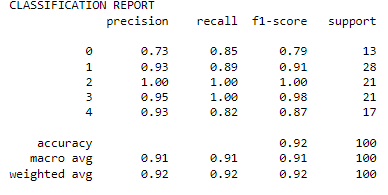 CLASSIFICATION REPORT
precision recall f1-score support
0 0.73 0.85 0.79 13
1 0.93 0.89 0.91 28
2 1.00 1.00 1.00 21
3 0.95 1.00 0.98 21
4 0.93 0.82 0.87 17
accuracy 0.92 100
macro avg 0.91 0.91 0.91 100
weighted avg 0.92 0.92 0.92 100